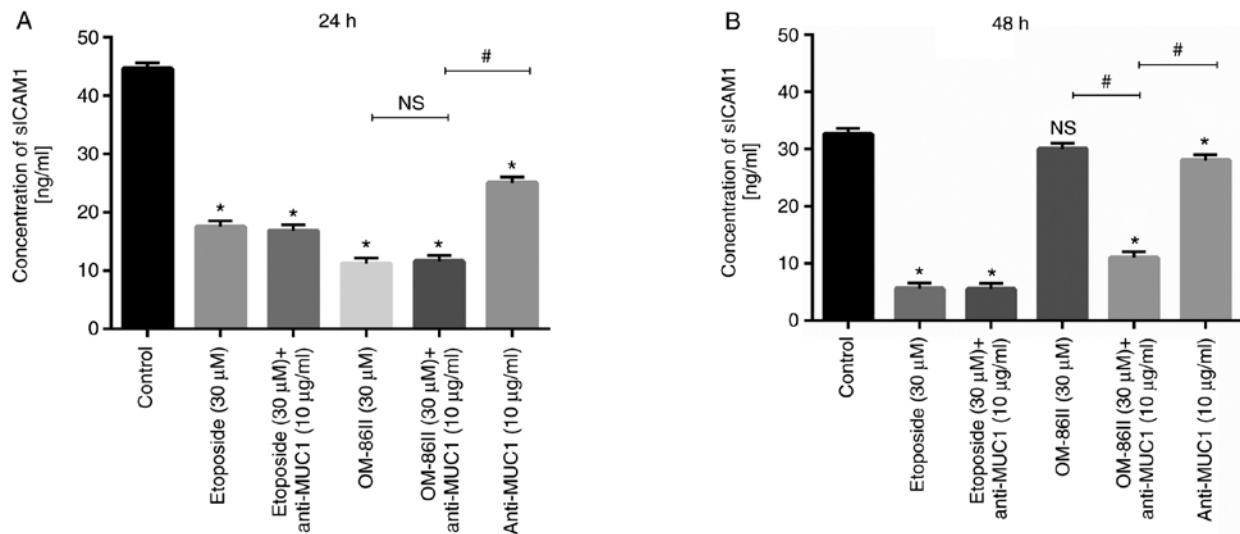 A
24 h
Concentration of sICAM1
[ng/ml]
50
40
30
20
10
0
*
*
*
*
*
NS
#
Control
Etoposide (30 µM)
Etoposide (30 µM)+
anti-MUC1 (10 µg/ml)
OM-86II (30 µM)
OM-86II (30 µM)+
anti-MUC1 (10 µg/ml)
Anti-MUC1 (10 µg/ml)
B
48 h
Concentration of sICAM1
[ng/ml]
50
40
30
20
10
0
*
*
NS
*
*
#
#
Control
Etoposide (30 µM)
Etoposide (30 µM)+
anti-MUC1 (10 µg/ml)
OM-86II (30 µM)
OM-86II (30 µM)+
anti-MUC1 (10 µg/ml)
Anti-MUC1 (10 µg/ml)